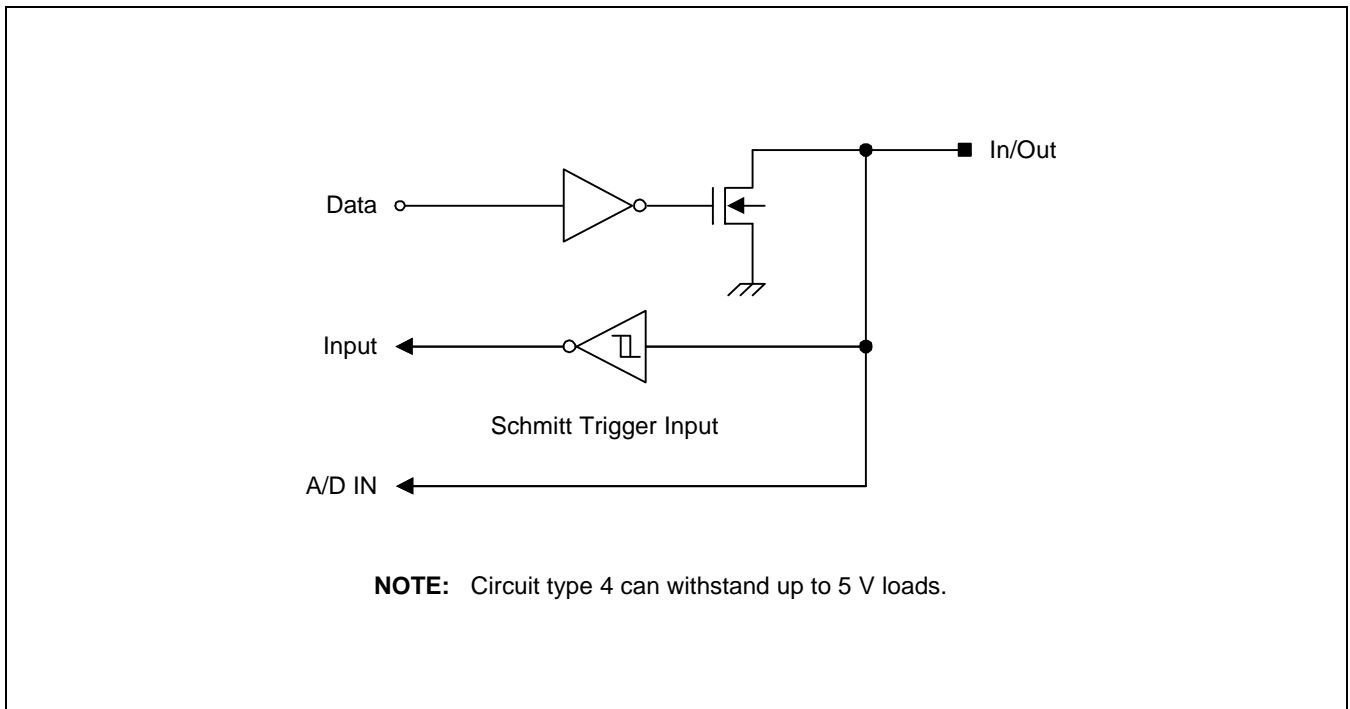 In/Out
Data
Input
Schmitt Trigger Input
A/D IN
NOTE: Circuit type 4 can withstand up to 5 V loads.